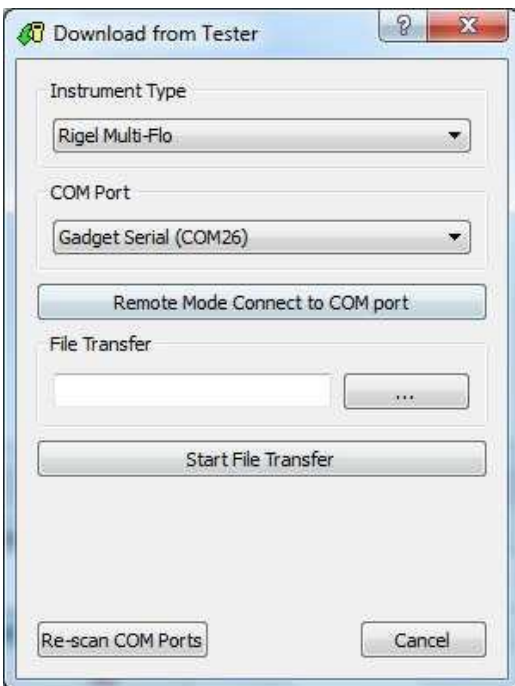 Download from Tester
Instrument Type
Rigel Multi-Flo
COM Port
Gadget Serial (COM26)
Remote Mode Connect to COM port
File Transfer
...
Start File Transfer
Re-scan COM Ports
Cancel